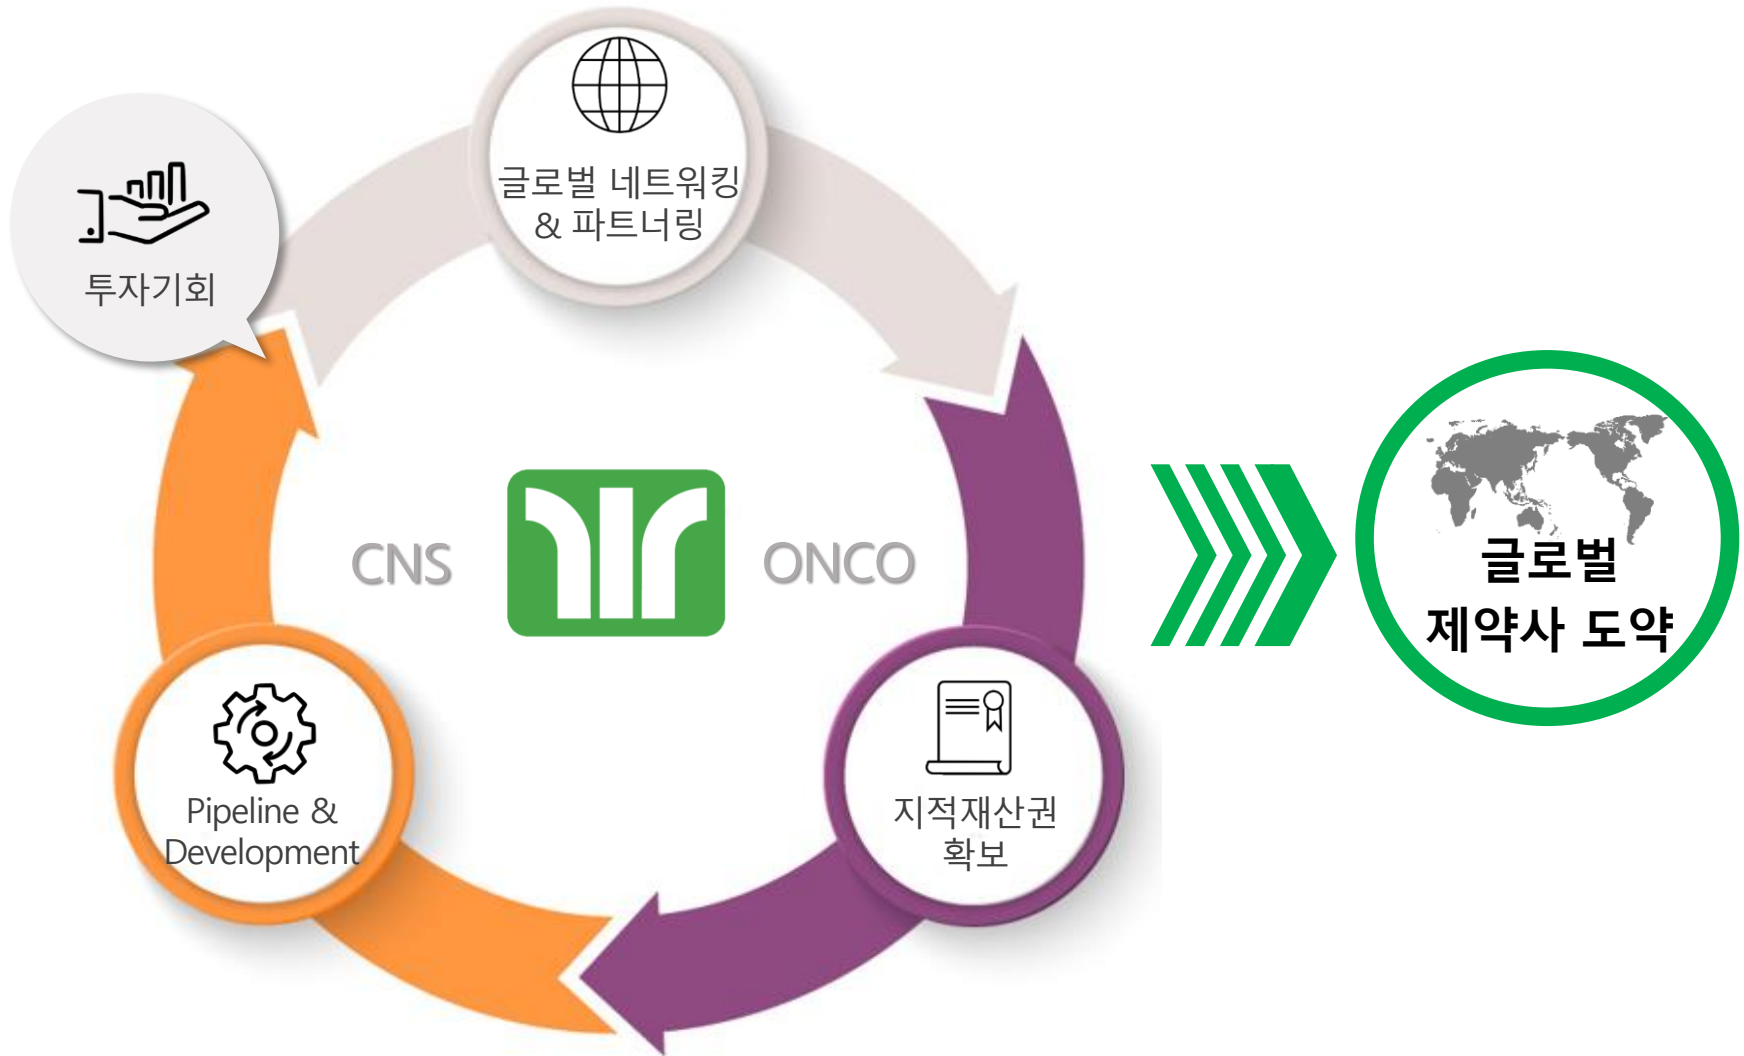 글로벌 네트워킹
& 파트너링
투자기회
CNS
ONCO
글로벌
제약사 도약
Pipeline &
Development
지적재산권
확보